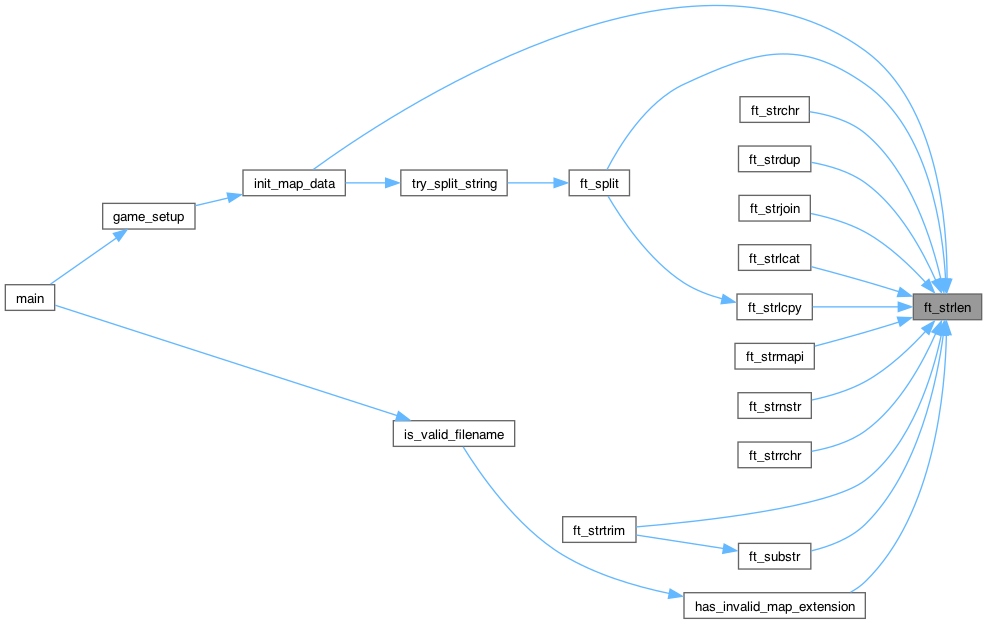 ft_strchr
ft_strdup
init_map_data
try_split_string
ft_split
ft_strjoin
game_setup
ft_strlcat
main
ft_strlcpy
ft_strlen
ft_strmapi
ft_strnstr
is_valid_filename
ft_strrchr
ft_strtrim
ft_substr
has_invalid_map_extension